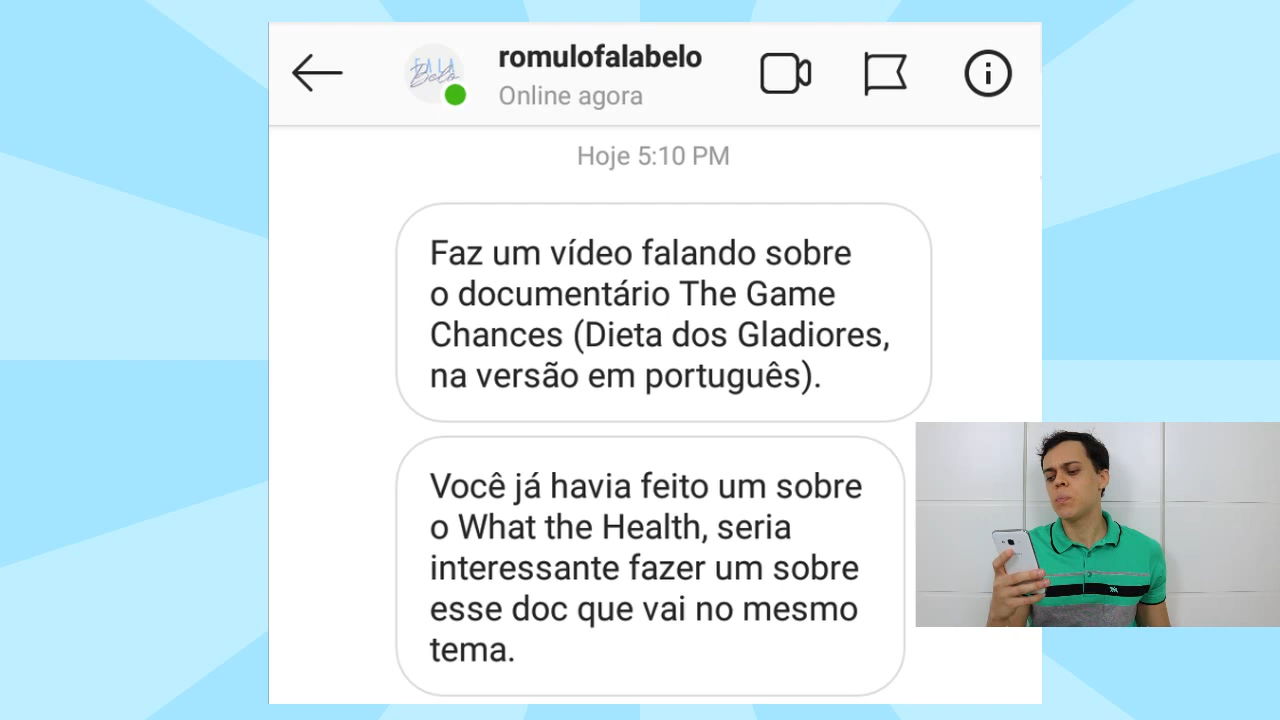 romulofalabelo
Online agora
Hoje 5:10 PM
Faz um vídeo falando sobre
o documentário The Game
Chances (Dieta dos Gladiores,
na versão em português).
Você já havia feito um sobre
o What the Health, seria
interessante fazer um sobre
esse doc que vai no mesmo
tema.